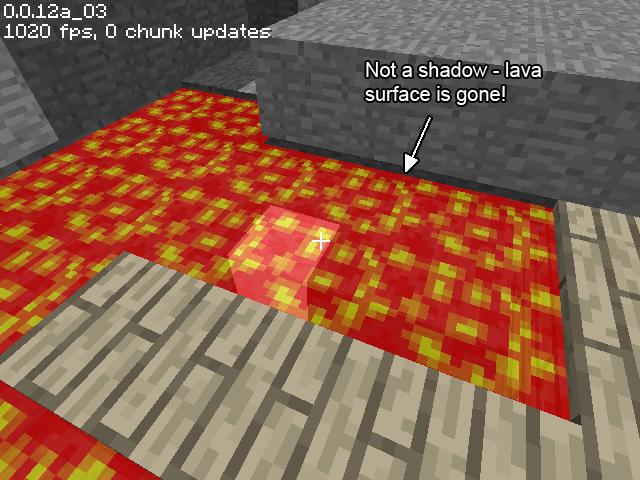 0.0.12a_03
1020 fps, 0 chunk updates
Not a shadow - lava
surface is gone!